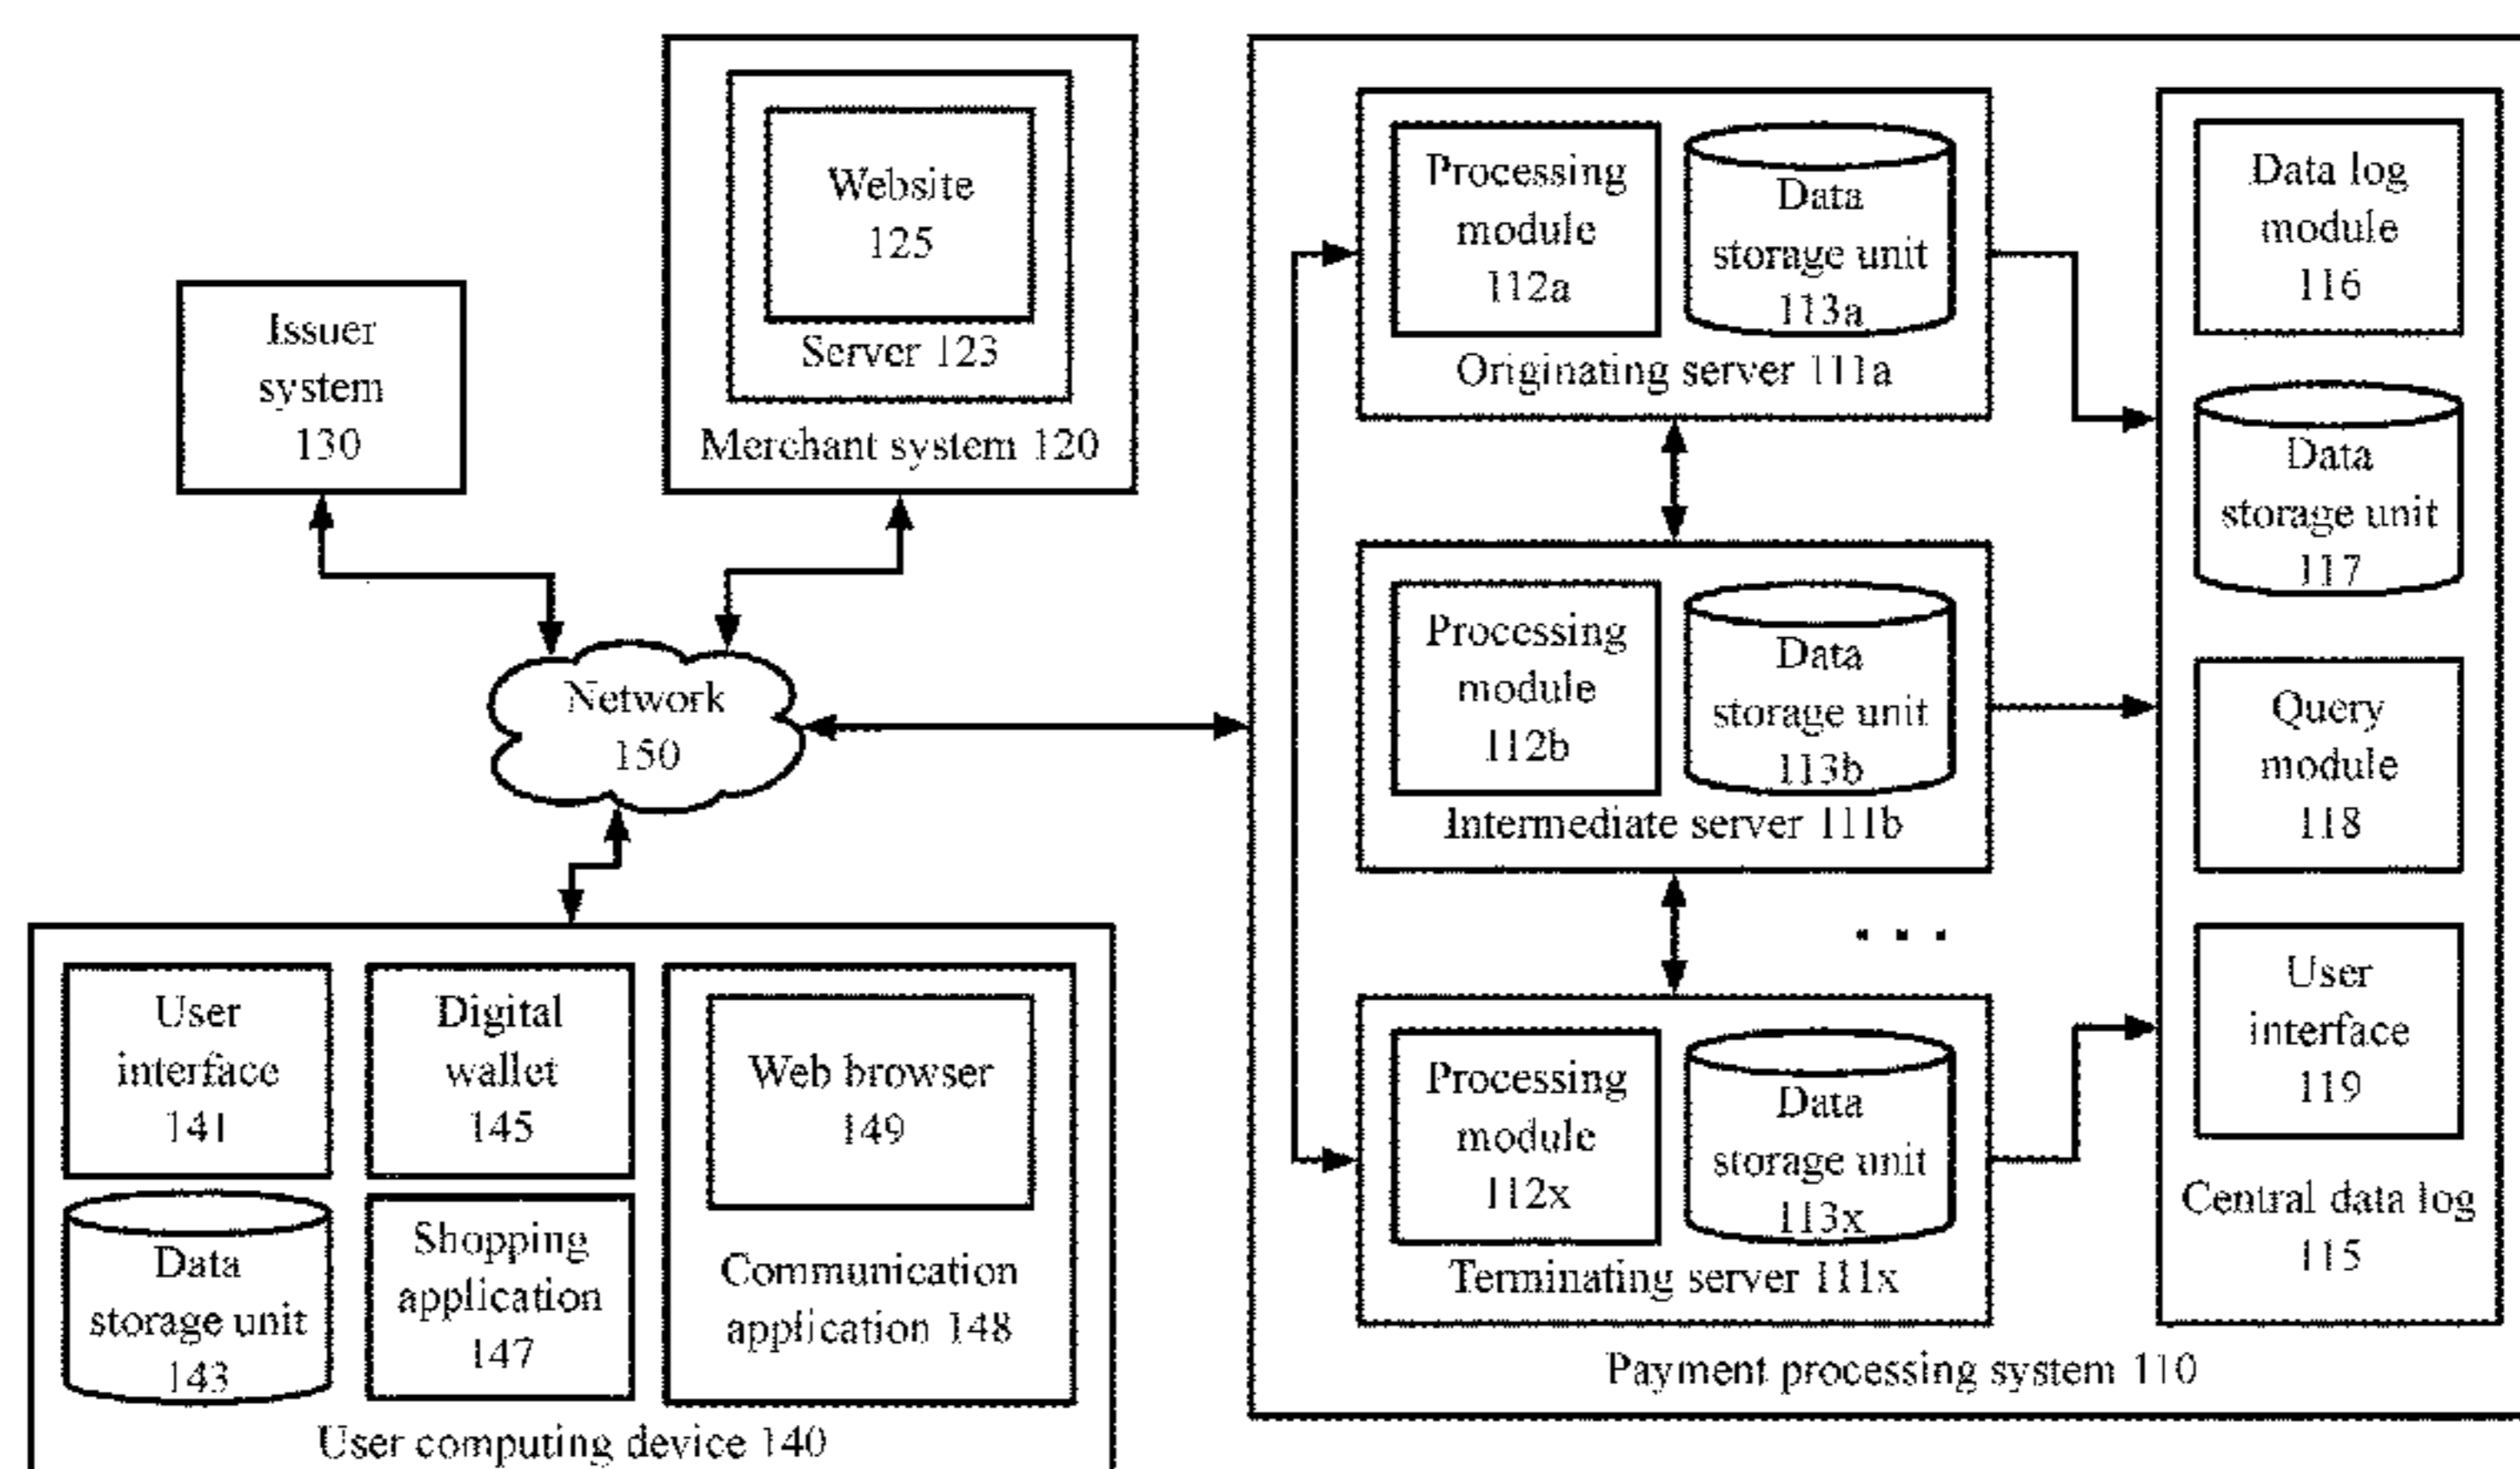 Website
125
Server 123
Merchant system 120
Issuer
system
130
Network
150
User
interface
141
Digital
wallet
145
Web browser
149
Data
storage unit
143
Shopping
application
147
Communication
application 148
User computing device 140
Processing
module
112a
Data
storage unit
113a
Originating server 111a
Processing
module
112b
Data
storage unit
113b
Intermediate server 111b
. . .
Processing
module
112x
Data
storage unit
113x
Terminating server 111x
Data log
module
116
Data
storage unit
117
Query
module
118
User
interface
119
Central data log
115
Payment processing system 110